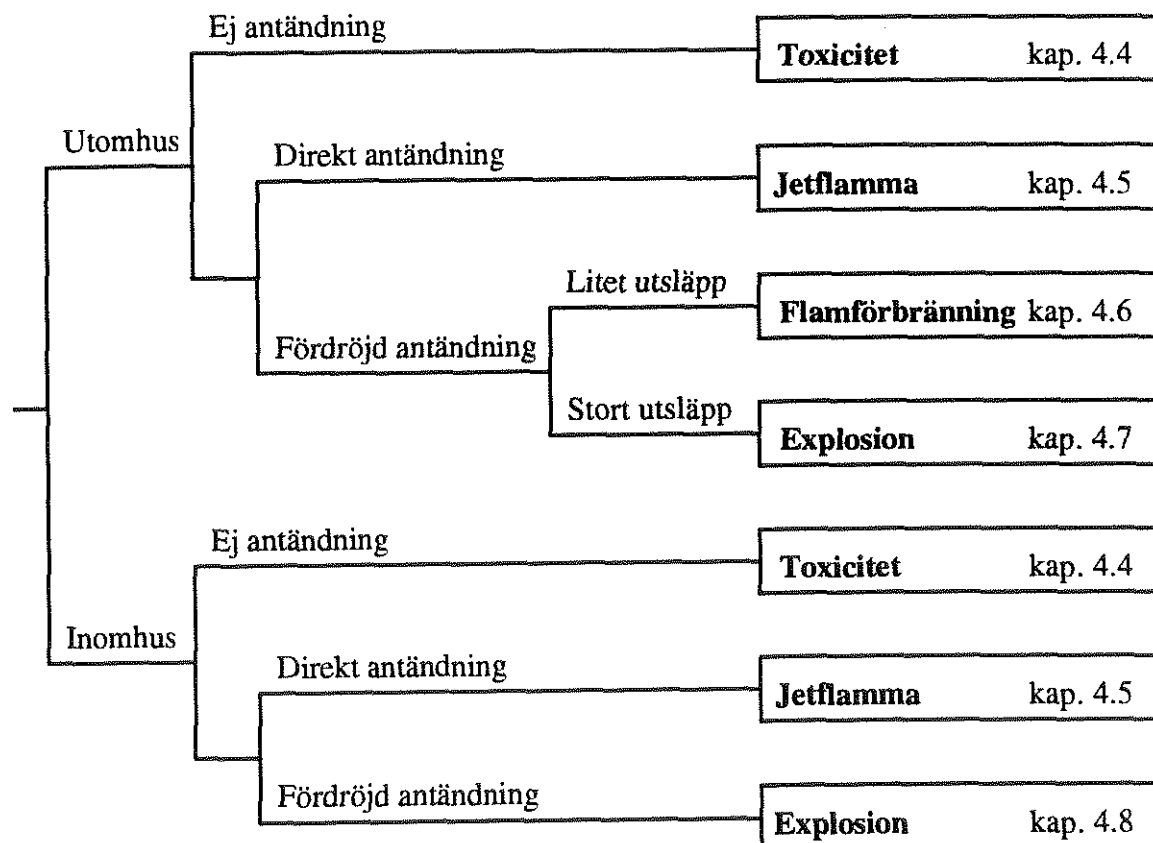 Ej antändning
Toxicitet kap. 4.4
Utomhus
Direkt antändning
Jetflamma kap. 4.5
Litet utsläpp
Flamförbränning kap. 4.6
Fördröjd antändning
Stort utsläpp
Explosion kap. 4.7
Ej antändning
Toxicitet kap. 4.4
Inomhus
Direkt antändning
Jetflamma kap. 4.5
Fördröjd antändning
Explosion kap. 4.8